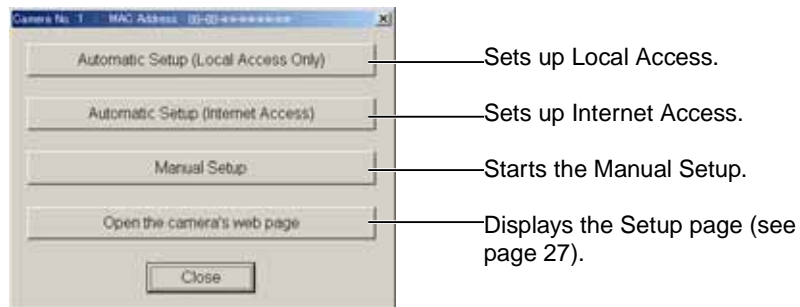 Camera No. 1 : MAC Address 00-80-********
Automatic Setup (Local Access Only)
Sets up Local Access.
Automatic Setup (Internet Access)
Sets up Internet Access.
Manual Setup
Starts the Manual Setup.
Open the camera's web page
Displays the Setup page (see
page 27).
Close